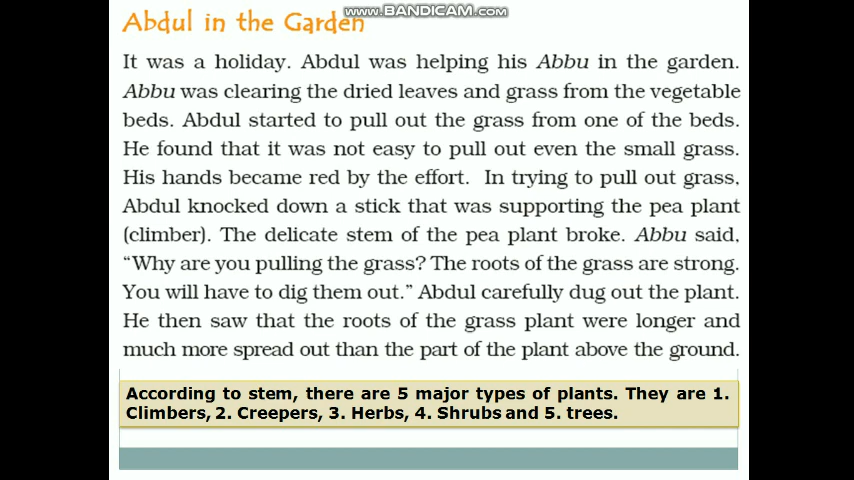 www.BANDICAM.com
Abdul in the Garden
It was a holiday. Abdul was helping his Abbu in the garden.
Abbu was clearing the dried leaves and grass from the vegetable
beds. Abdul started to pull out the grass from one of the beds.
He found that it was not easy to pull out even the small grass.
His hands became red by the effort. In trying to pull out grass,
Abdul knocked down a stick that was supporting the pea plant
(climber). The delicate stem of the pea plant broke. Abbu said,
“Why are you pulling the grass? The roots of the grass are strong.
You will have to dig them out.” Abdul carefully dug out the plant.
He then saw that the roots of the grass plant were longer and
much more spread out than the part of the plant above the ground.
According to stem, there are 5 major types of plants. They are 1.
Climbers, 2. Creepers, 3. Herbs, 4. Shrubs and 5. trees.